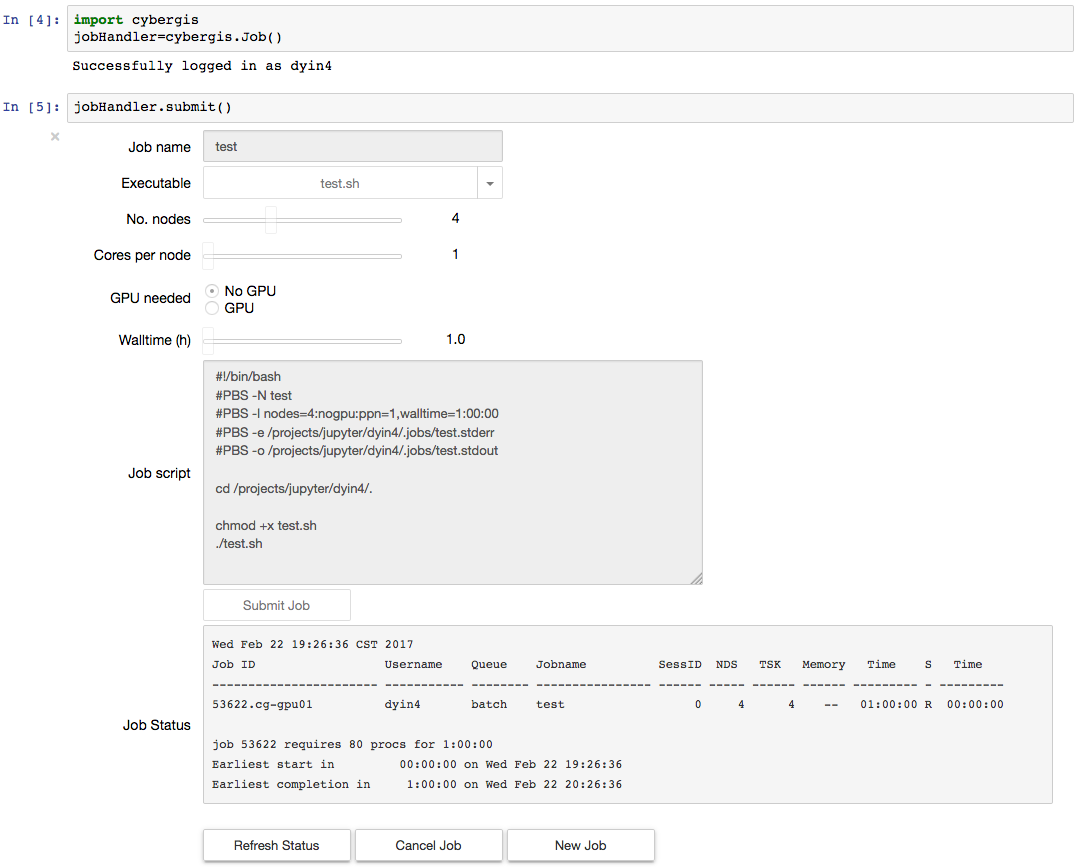 In [4]: import cybergis
jobHandler=cybergis.Job()
Successfully logged in as dyin4
In [5]: jobHandler.submit()
×
Job name test
Executable test.sh
No. nodes 4
Cores per node 1
GPU needed No GPU
GPU
Walltime (h) 1.0
Job script
#!/bin/bash
#PBS -N test
#PBS -l nodes=4:nogpu:ppn=1,walltime=1:00:00
#PBS -e /projects/jupyter/dyin4/.jobs/test.stderr
#PBS -o /projects/jupyter/dyin4/.jobs/test.stdout
cd /projects/jupyter/dyin4/.
chmod +x test.sh
./test.sh
Submit Job
Job Status
Wed Feb 22 19:26:36 CST 2017
Job ID Username Queue Jobname SessID NDS TSK Memory Time S Time
----------------------- ----------- -------- ---------------- ------ ----- ------ ------ --------- - ---------
53622.cg-gpu01 dyin4 batch test 0 4 4 -- 01:00:00 R 00:00:00
job 53622 requires 80 procs for 1:00:00
Earliest start in 00:00:00 on Wed Feb 22 19:26:36
Earliest completion in 1:00:00 on Wed Feb 22 20:26:36
Refresh Status Cancel Job New Job